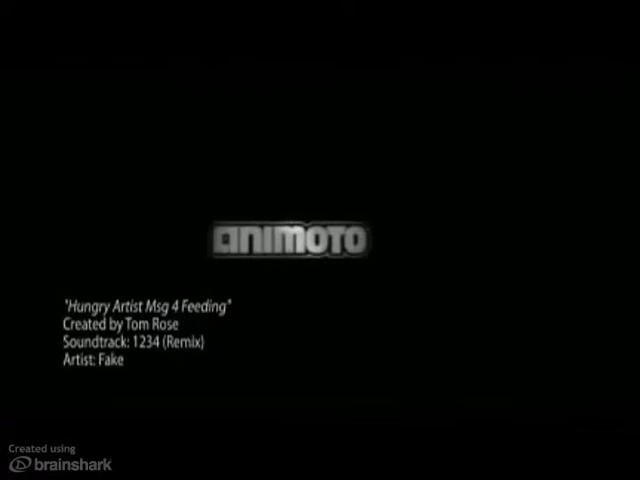 animoto
"Hungry Artist Msg 4 Feeding"
Created by Tom Rose
Soundtrack: 1234 (Remix)
Artist: Fake
Created using
brainshark